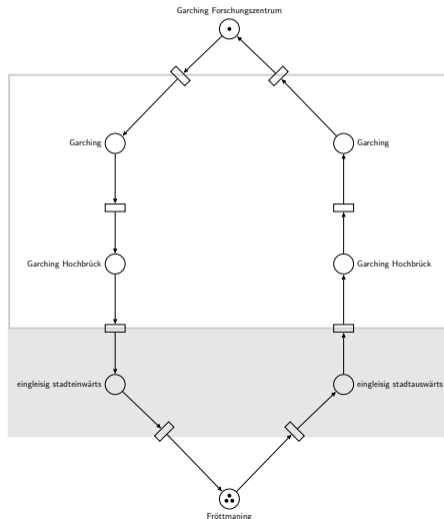 Garching Forschungszentrum
Garching
Garching
Garching Hochbrück
Garching Hochbrück
eingleisig stadteinwärts
eingleisig stadtauswärts
Fröttmaning